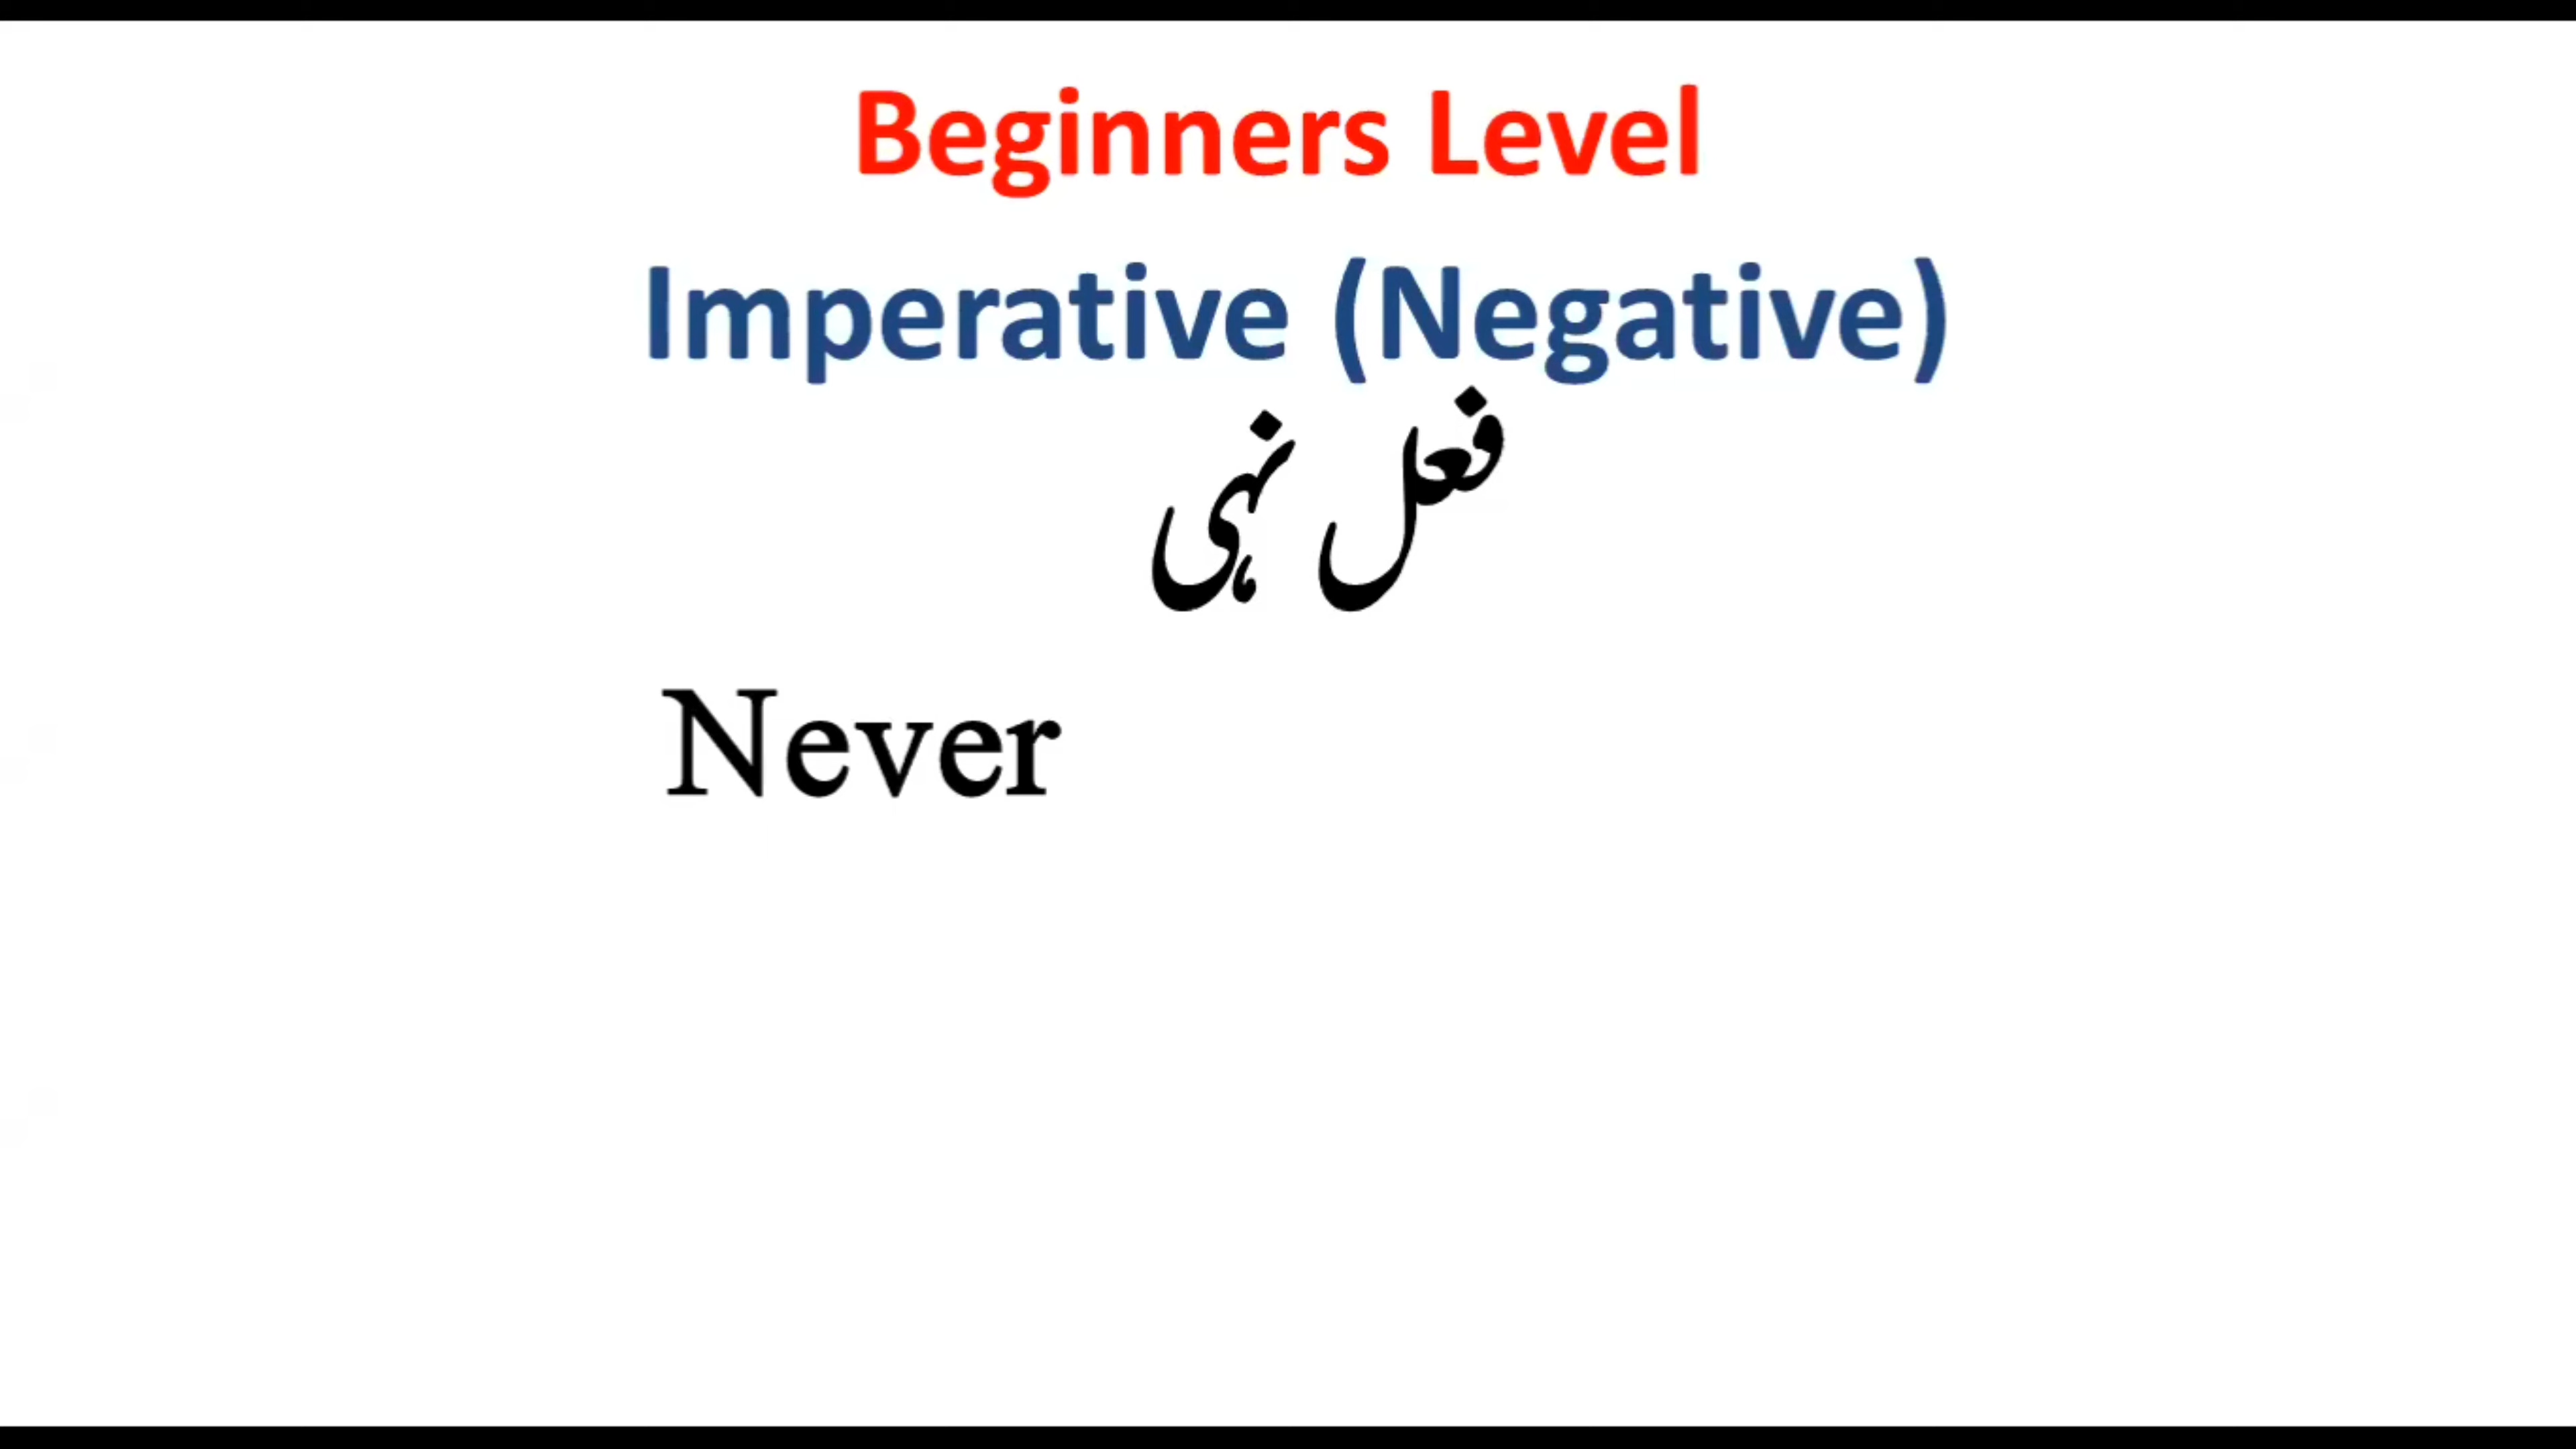 Beginners Level
Imperative (Negative)
فعل نہی
Never